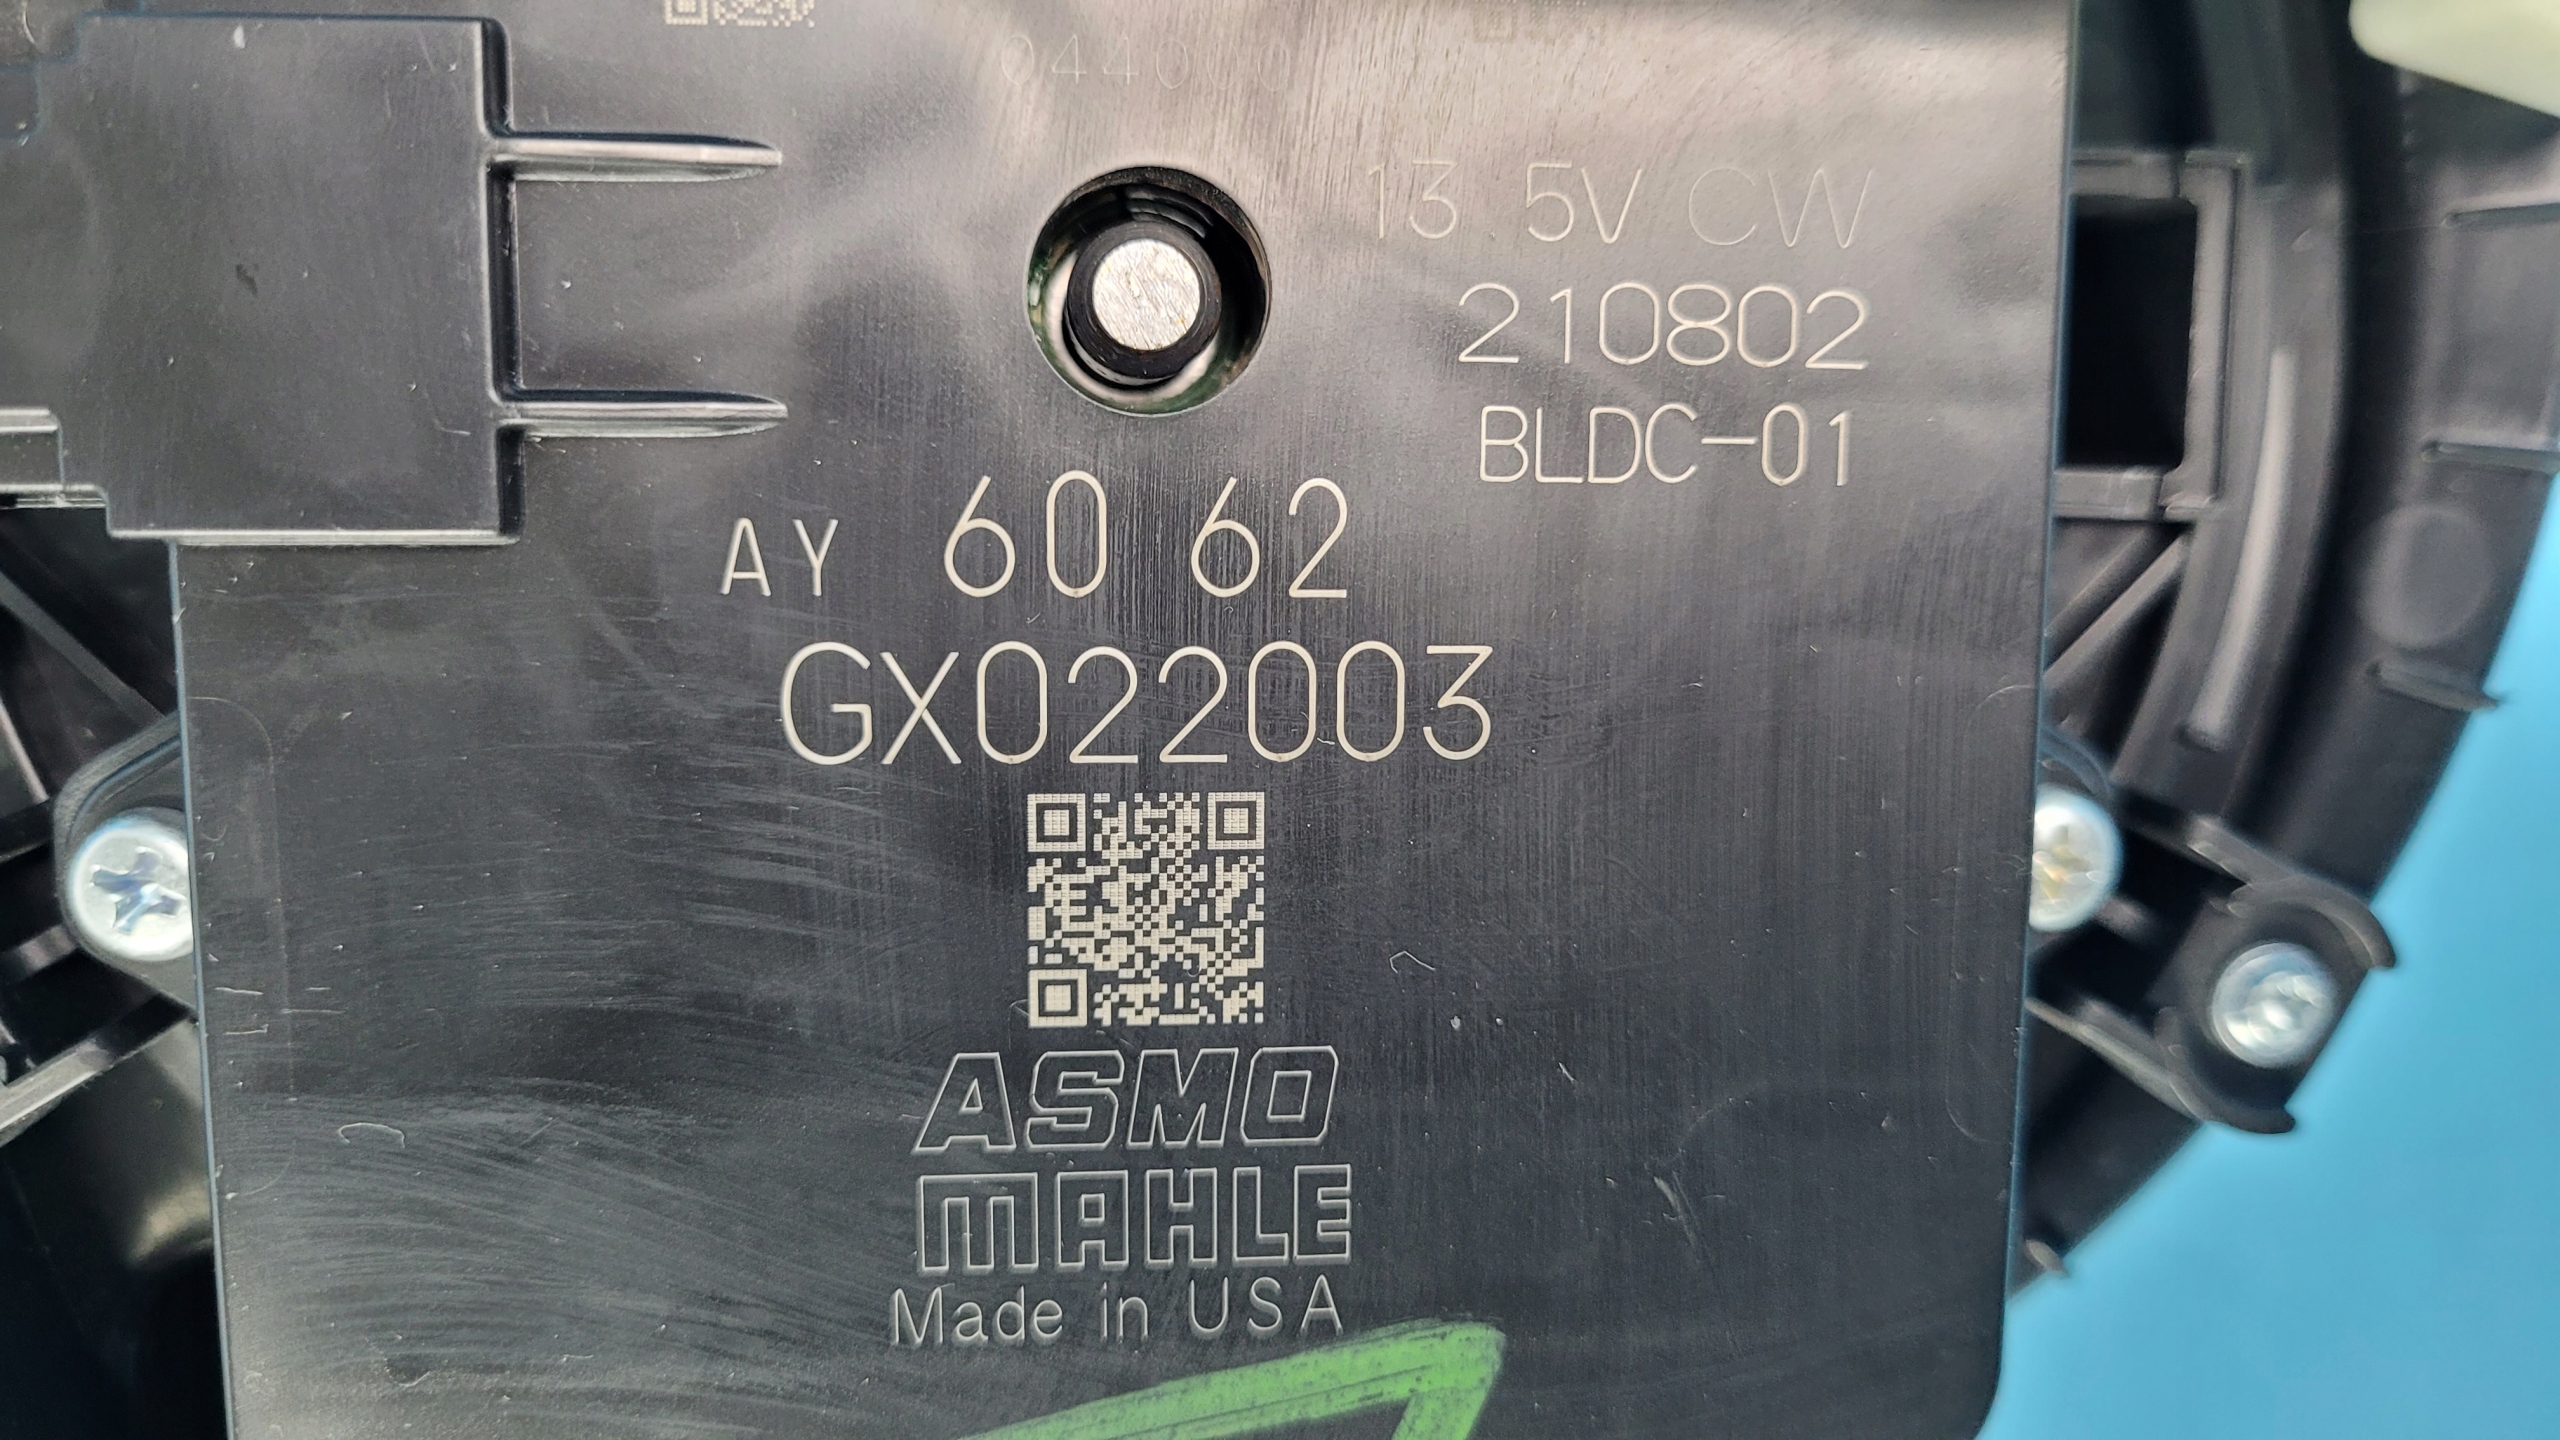 13.5V CW
210802
BLDC-01
AY 60 62
GX022003
ASMO
MAHLE
Made in USA